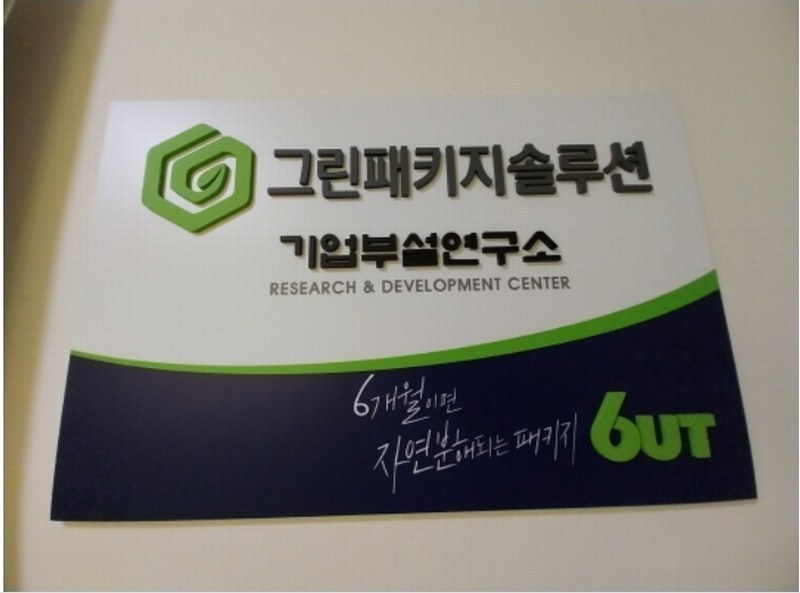 그린패키지솔루션
기업부설연구소
RESEARCH & DEVELOPMENT CENTER
6개월이면
자연분해되는 패키지
6UT